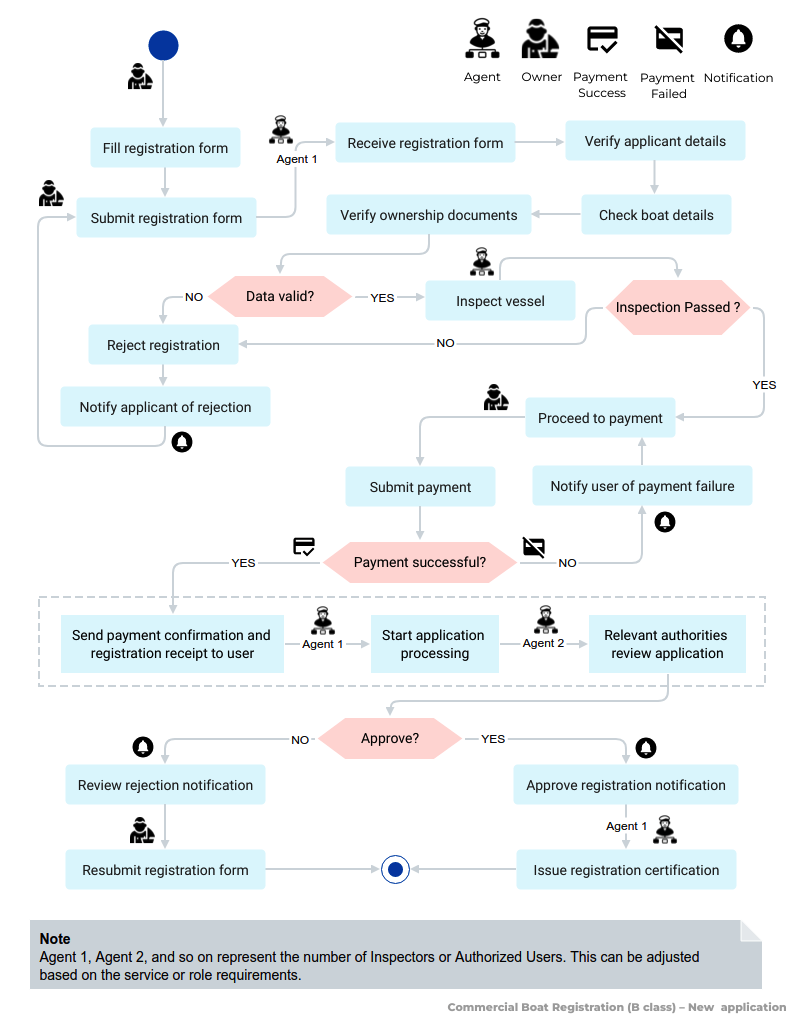 Agent
Owner
Payment
Success
Payment
Failed
Notification
Fill registration form
Agent 1
Receive registration form
Verify applicant details
Submit registration form
Verify ownership documents
Check boat details
Data valid?
NO
YES
Inspect vessel
Inspection Passed ?
Reject registration
NO
YES
Notify applicant of rejection
Proceed to payment
Submit payment
Notify user of payment failure
Payment successful?
YES
NO
Send payment confirmation and
registration receipt to user
Agent 1
Start application
processing
Agent 2
Relevant authorities
review application
Approve?
NO
YES
Review rejection notification
Approve registration notification
Agent 1
Resubmit registration form
Issue registration certification
Note
Agent 1, Agent 2, and so on represent the number of Inspectors or Authorized Users. This can be adjusted
based on the service or role requirements.
Commercial Boat Registration (B class) – New application